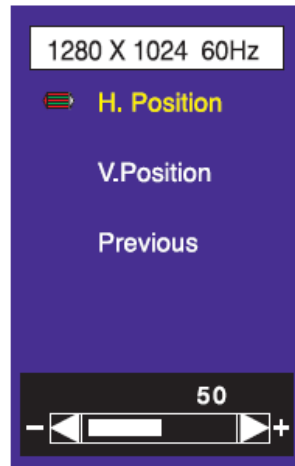 1280 X 1024 60Hz
H. Position
V.Position
Previous
50
- +